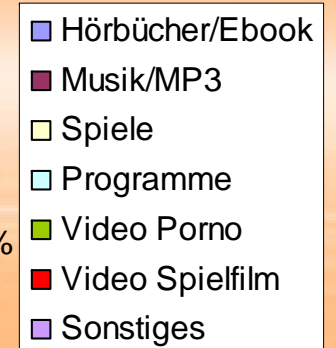 Hörbücher/Ebook
Musik/MP3
Spiele
Programme
%
Video Porno
Video Spielfilm
Sonstiges